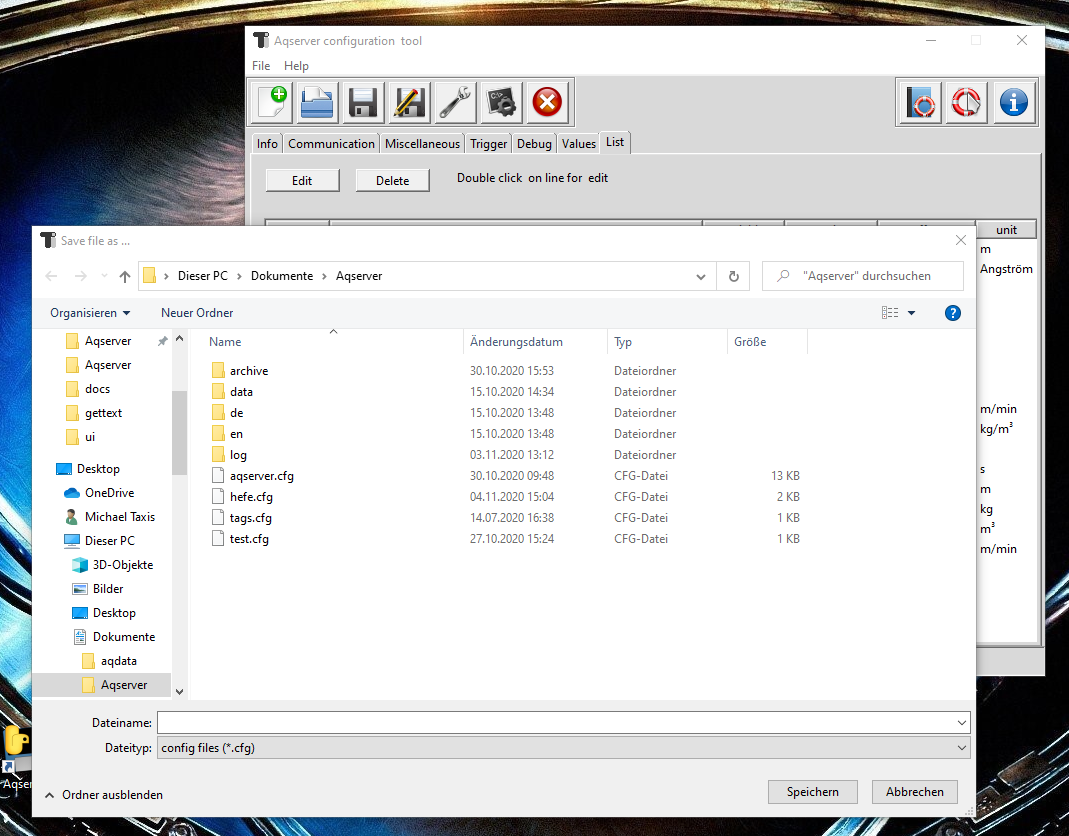 Aqserver configuration tool
File Help
Info Communication Miscellaneous Trigger Debug Values List
Edit Delete Double click on line for edit
unit
m
Angström
m/min
kg/m³
s
m
kg
m³
m/min
Save file as ...
Dieser PC Dokumente Aqserver "Aqserver" durchsuchen
Organisieren Neuer Ordner
Name Änderungsdatum Typ Größe
Aqserver
Aqserver
docs
gettext
ui
Desktop
OneDrive
Michael Taxis
Dieser PC
3D-Objekte
Bilder
Desktop
Dokumente
aqdata
Aqserver
archive 30.10.2020 15:53 Dateiordner
data 15.10.2020 14:34 Dateiordner
de 15.10.2020 13:48 Dateiordner
en 15.10.2020 13:48 Dateiordner
log 03.11.2020 13:12 Dateiordner
aqserver.cfg 30.10.2020 09:48 CFG-Datei 13 KB
hefe.cfg 04.11.2020 15:04 CFG-Datei 2 KB
tags.cfg 14.07.2020 16:38 CFG-Datei 1 KB
test.cfg 27.10.2020 15:24 CFG-Datei 1 KB
Dateiname:
Dateityp: config files (*.cfg)
Ordner ausblenden Speichern Abbrechen
Aqser